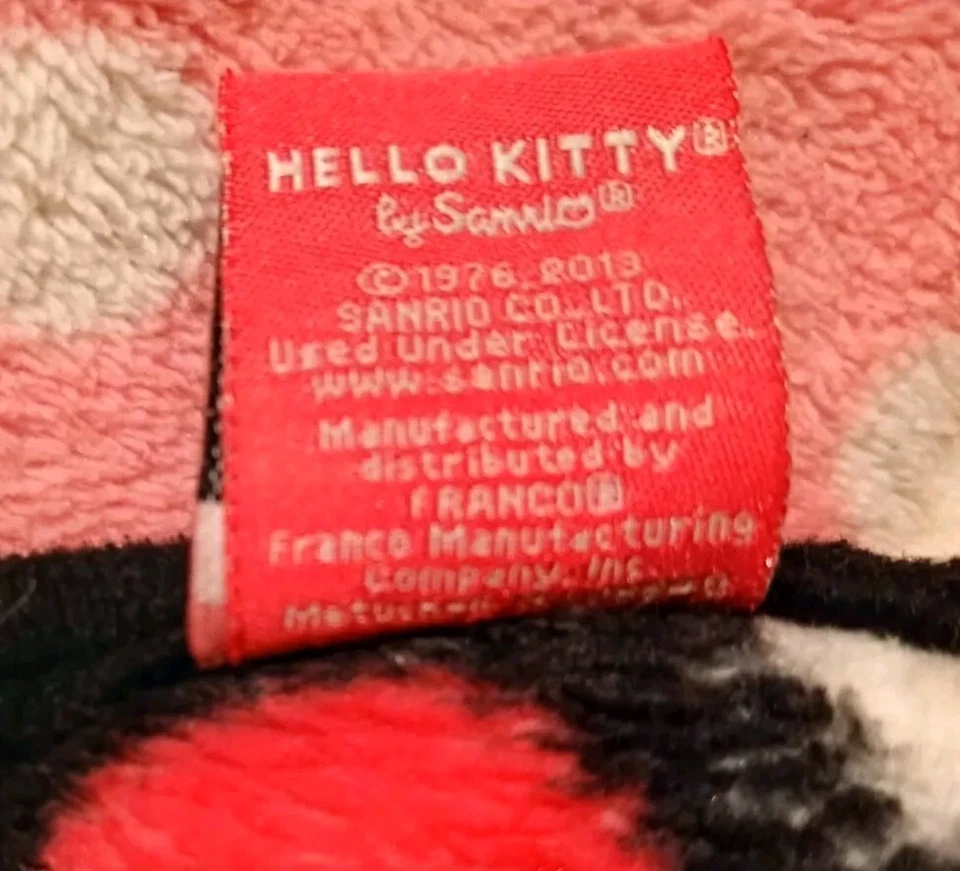 HELLO KITTY®
by Sanrio®
©1976, 2013
SANRIO CO., LTD.
Used Under License.
www.sanrio.com
Manufactured and
distributed by
FRANCO®
Franco Manufacturing
Company, Inc.